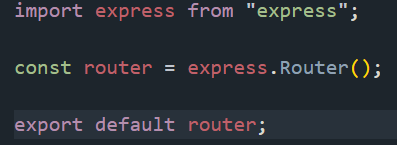 import express from "express";
const router = express.Router();
export default router;